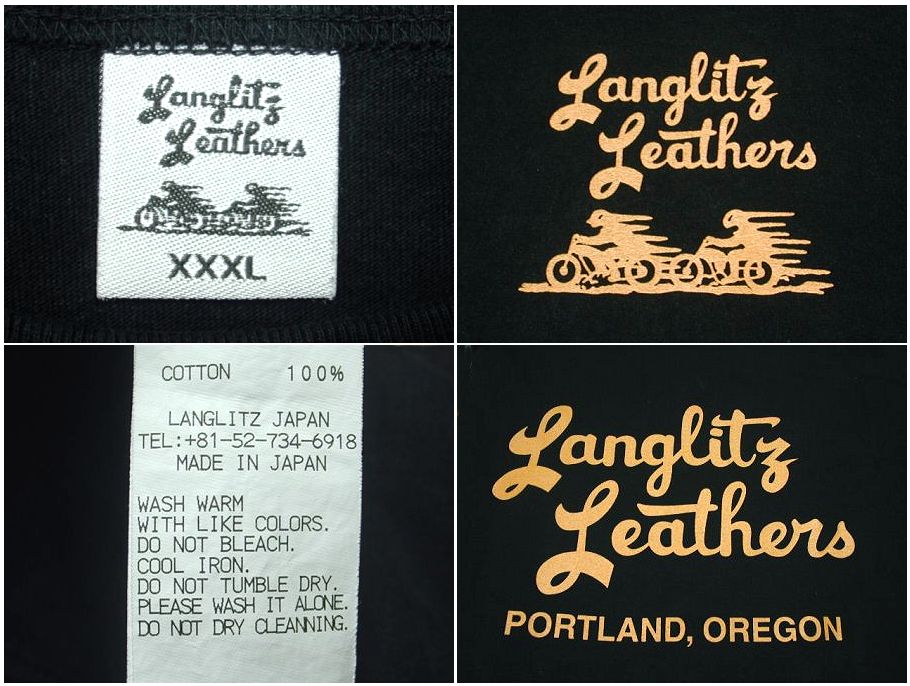 Langlitz
Leathers
XXXL
Langlitz
Leathers
COTTON 100%
LANGLITZ JAPAN
TEL:+81-52-734-6918
MADE IN JAPAN
WASH WARM
WITH LIKE COLORS.
DO NOT BLEACH.
COOL IRON.
DO NOT TUMBLE DRY.
PLEASE WASH IT ALONE.
DO NOT DRY CLEANNING.
Langlitz
Leathers
PORTLAND, OREGON